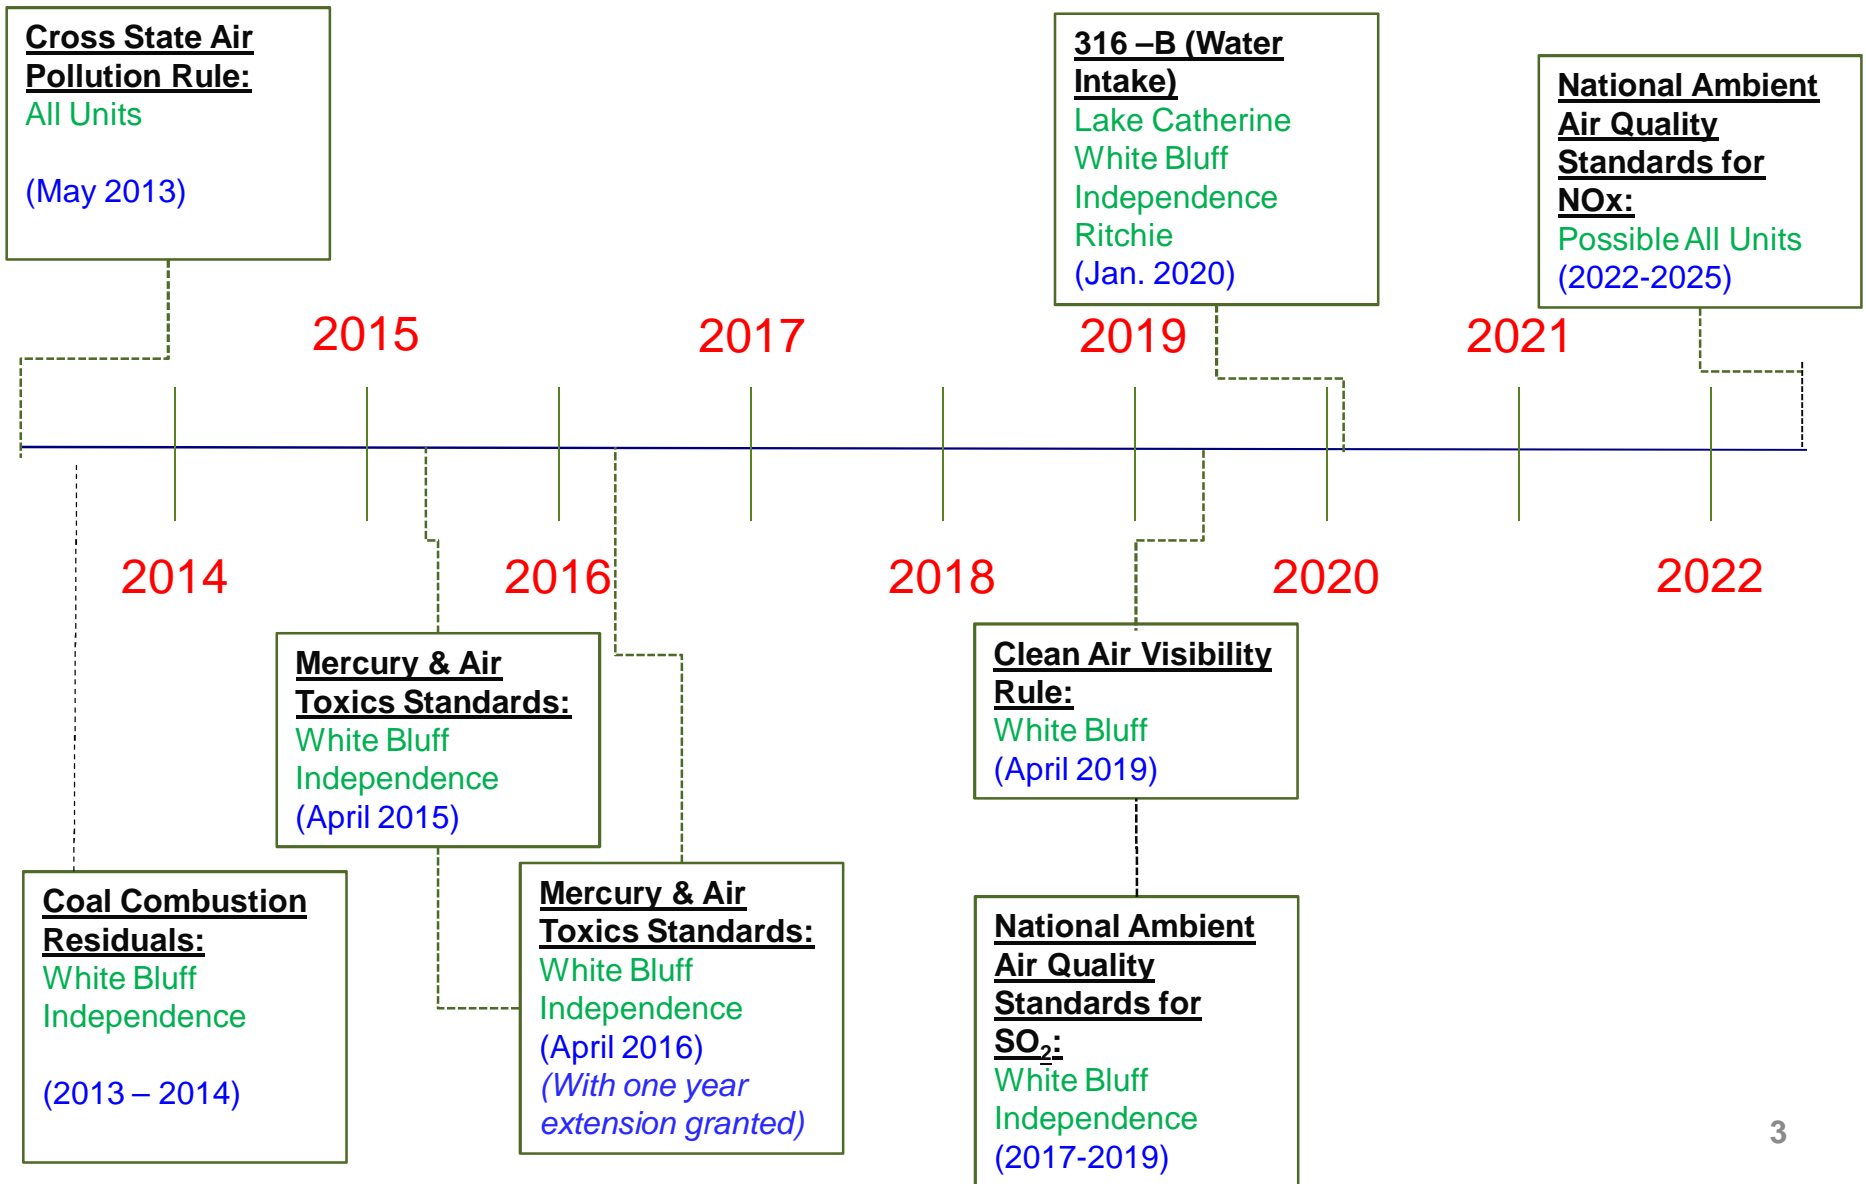 Cross State Air
Pollution Rule:
All Units
(May 2013)
316 –B (Water
Intake)
Lake Catherine
White Bluff
Independence
Ritchie
(Jan. 2020)
National Ambient
Air Quality
Standards for
NOx:
Possible All Units
(2022-2025)
2015
2017
2019
2021
2014
2016
2018
2020
2022
Mercury & Air
Toxics Standards:
White Bluff
Independence
(April 2015)
Clean Air Visibility
Rule:
White Bluff
(April 2019)
Coal Combustion
Residuals:
White Bluff
Independence
(2013 – 2014)
Mercury & Air
Toxics Standards:
White Bluff
Independence
(April 2016)
(With one year
extension granted)
National Ambient
Air Quality
Standards for
SO₂:
White Bluff
Independence
(2017-2019)
3